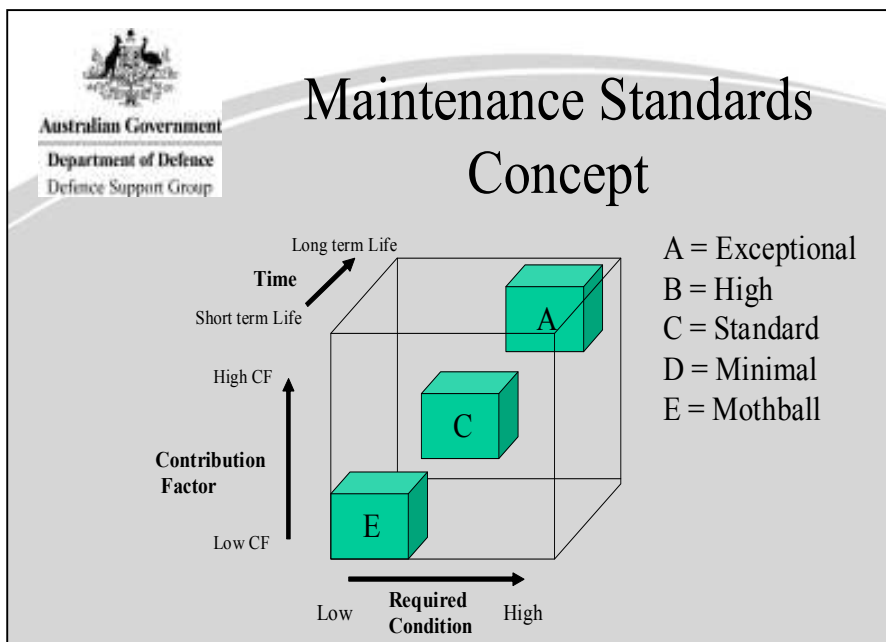 Australian Government
Department of Defence
Defence Support Group
Maintenance Standards
Concept
Long term Life
Time
Short term Life
High CF
Contribution
Factor
Low CF
A
C
E
Low
Required
Condition
High
A = Exceptional
B = High
C = Standard
D = Minimal
E = Mothball